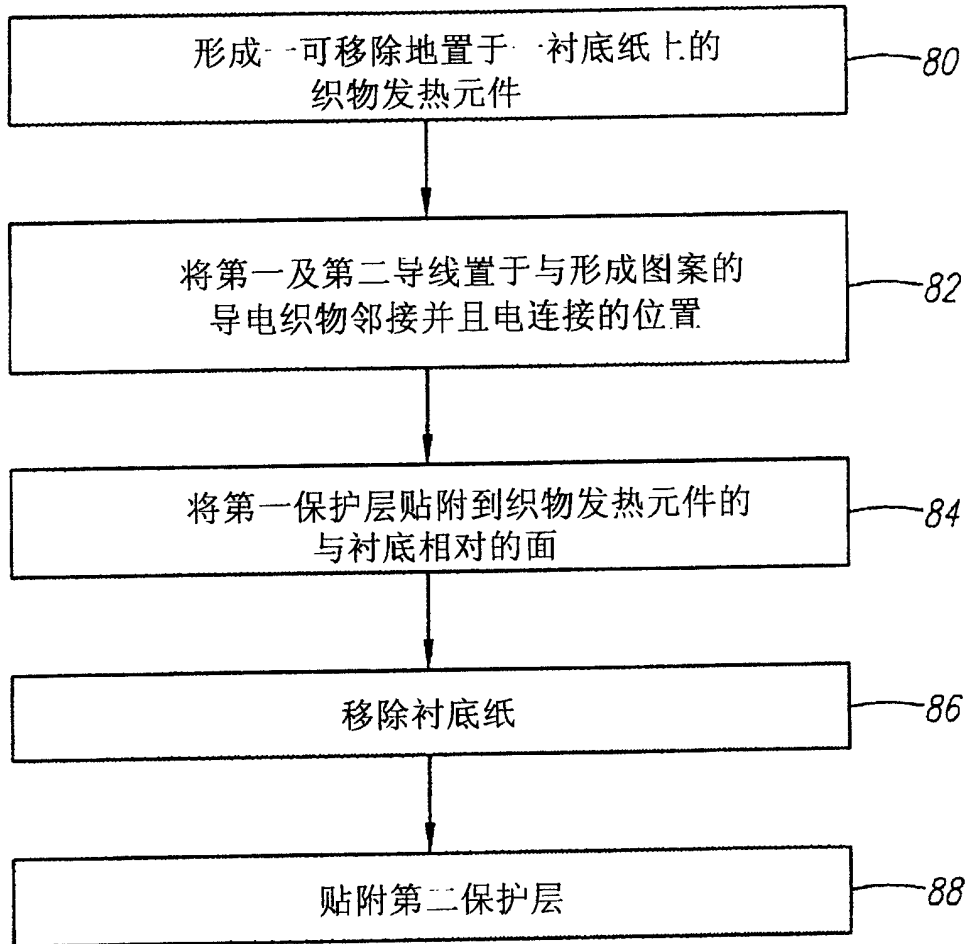 形成一可移除地置于一衬底纸上的
织物发热元件
80
将第一及第二导线置于与形成图案的
导电织物邻接并且电连接的位置
82
将第一保护层贴附到织物发热元件的
与衬底相对的面
84
移除衬底纸
86
贴附第二保护层
88